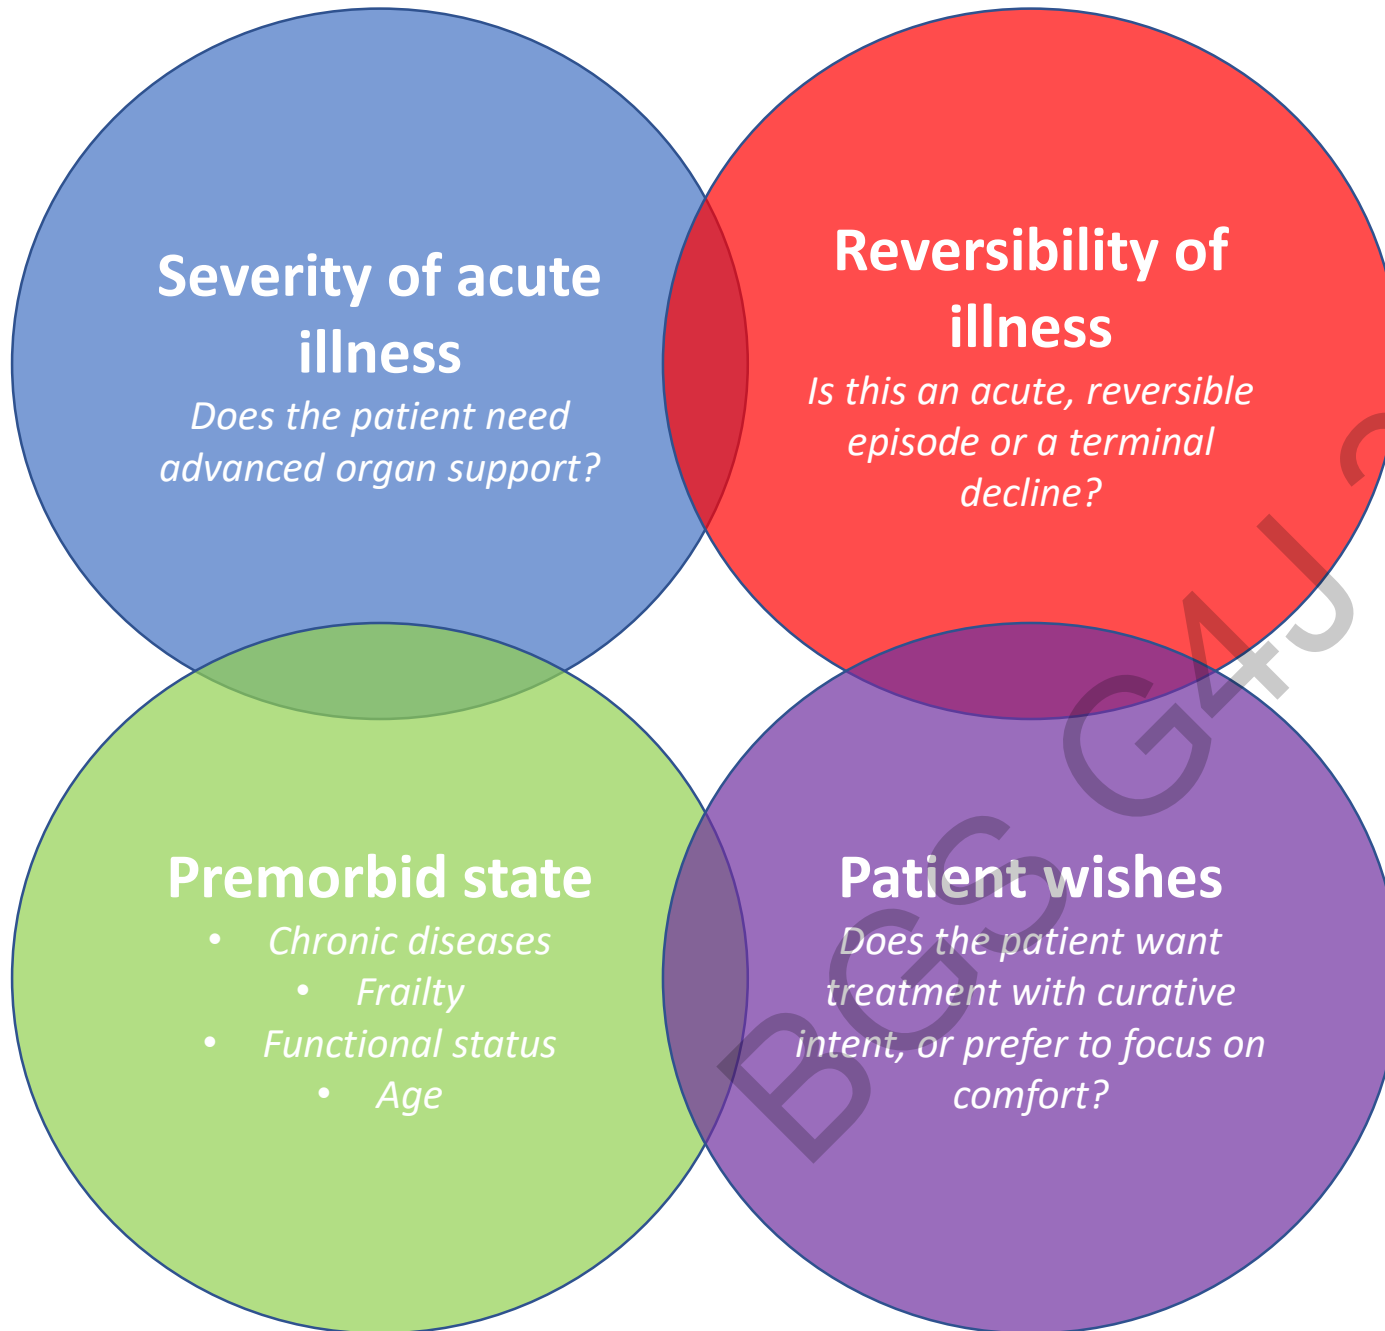 Severity of acute
illness
Does the patient need
advanced organ support?
Reversibility of
illness
Is this an acute, reversible
episode or a terminal
decline?
Premorbid state
• Chronic diseases
• Frailty
• Functional status
• Age
Patient wishes
Does the patient want
treatment with curative
intent, or prefer to focus on
comfort?
BGS G4J